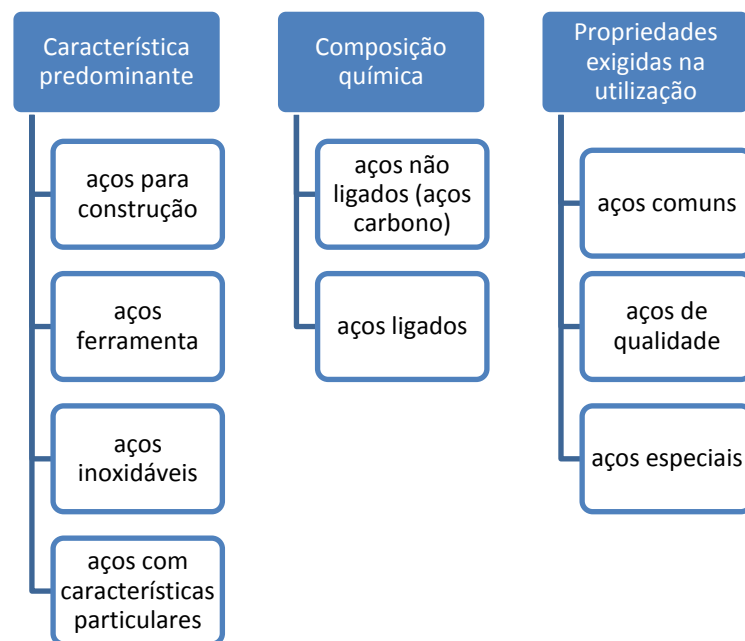 Característica
predominante
aços para
construção
aços
ferramenta
aços
inoxidáveis
aços com
características
particulares
Composição
química
aços não
ligados (aços
carbono)
aços ligados
Propriedades
exigidas na
utilização
aços comuns
aços de
qualidade
aços especiais